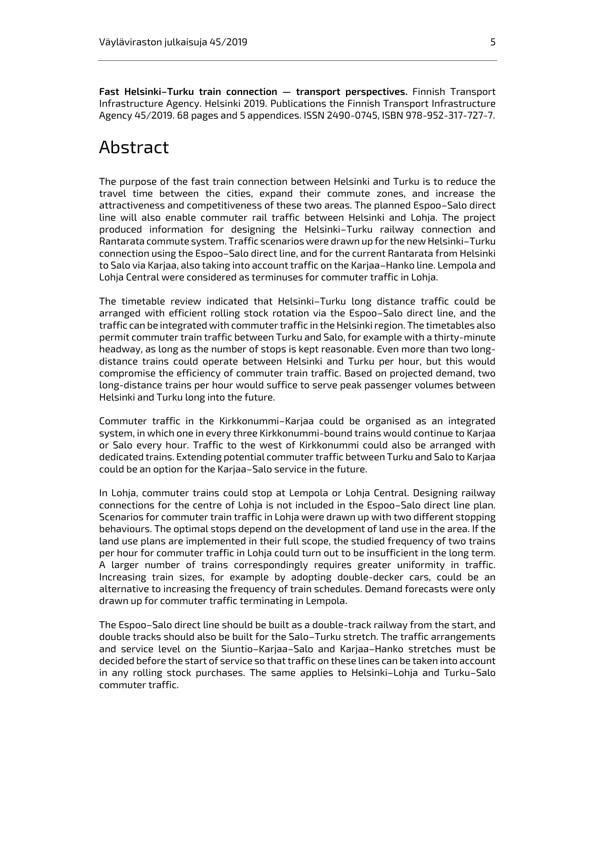 Väyläviraston julkaisuja 45/2019 5
Fast Helsinki–Turku train connection — transport perspectives. Finnish Transport
Infrastructure Agency. Helsinki 2019. Publications the Finnish Transport Infrastructure
Agency 45/2019. 68 pages and 5 appendices. ISSN 2490-0745, ISBN 978-952-317-727-7.
Abstract
The purpose of the fast train connection between Helsinki and Turku is to reduce the
travel time between the cities, expand their commute zones, and increase the
attractiveness and competitiveness of these two areas. The planned Espoo–Salo direct
line will also enable commuter rail traffic between Helsinki and Lohja. The project
produced information for designing the Helsinki–Turku railway connection and
Rantarata commute system. Traffic scenarios were drawn up for the new Helsinki–Turku
connection using the Espoo–Salo direct line, and for the current Rantarata from Helsinki
to Salo via Karjaa, also taking into account traffic on the Karjaa–Hanko line. Lempola and
Lohja Central were considered as terminuses for commuter traffic in Lohja.
The timetable review indicated that Helsinki–Turku long distance traffic could be
arranged with efficient rolling stock rotation via the Espoo–Salo direct line, and the
traffic can be integrated with commuter traffic in the Helsinki region. The timetables also
permit commuter train traffic between Turku and Salo, for example with a thirty-minute
headway, as long as the number of stops is kept reasonable. Even more than two long-
distance trains could operate between Helsinki and Turku per hour, but this would
compromise the efficiency of commuter train traffic. Based on projected demand, two
long-distance trains per hour would suffice to serve peak passenger volumes between
Helsinki and Turku long into the future.
Commuter traffic in the Kirkkonummi–Karjaa could be organised as an integrated
system, in which one in every three Kirkkonummi-bound trains would continue to Karjaa
or Salo every hour. Traffic to the west of Kirkkonummi could also be arranged with
dedicated trains. Extending potential commuter traffic between Turku and Salo to Karjaa
could be an option for the Karjaa–Salo service in the future.
In Lohja, commuter trains could stop at Lempola or Lohja Central. Designing railway
connections for the centre of Lohja is not included in the Espoo–Salo direct line plan.
Scenarios for commuter train traffic in Lohja were drawn up with two different stopping
behaviours. The optimal stops depend on the development of land use in the area. If the
land use plans are implemented in their full scope, the studied frequency of two trains
per hour for commuter traffic in Lohja could turn out to be insufficient in the long term.
A larger number of trains correspondingly requires greater uniformity in traffic.
Increasing train sizes, for example by adopting double-decker cars, could be an
alternative to increasing the frequency of train schedules. Demand forecasts were only
drawn up for commuter traffic terminating in Lempola.
The Espoo–Salo direct line should be built as a double-track railway from the start, and
double tracks should also be built for the Salo–Turku stretch. The traffic arrangements
and service level on the Siuntio–Karjaa–Salo and Karjaa–Hanko stretches must be
decided before the start of service so that traffic on these lines can be taken into account
in any rolling stock purchases. The same applies to Helsinki–Lohja and Turku–Salo
commuter traffic.